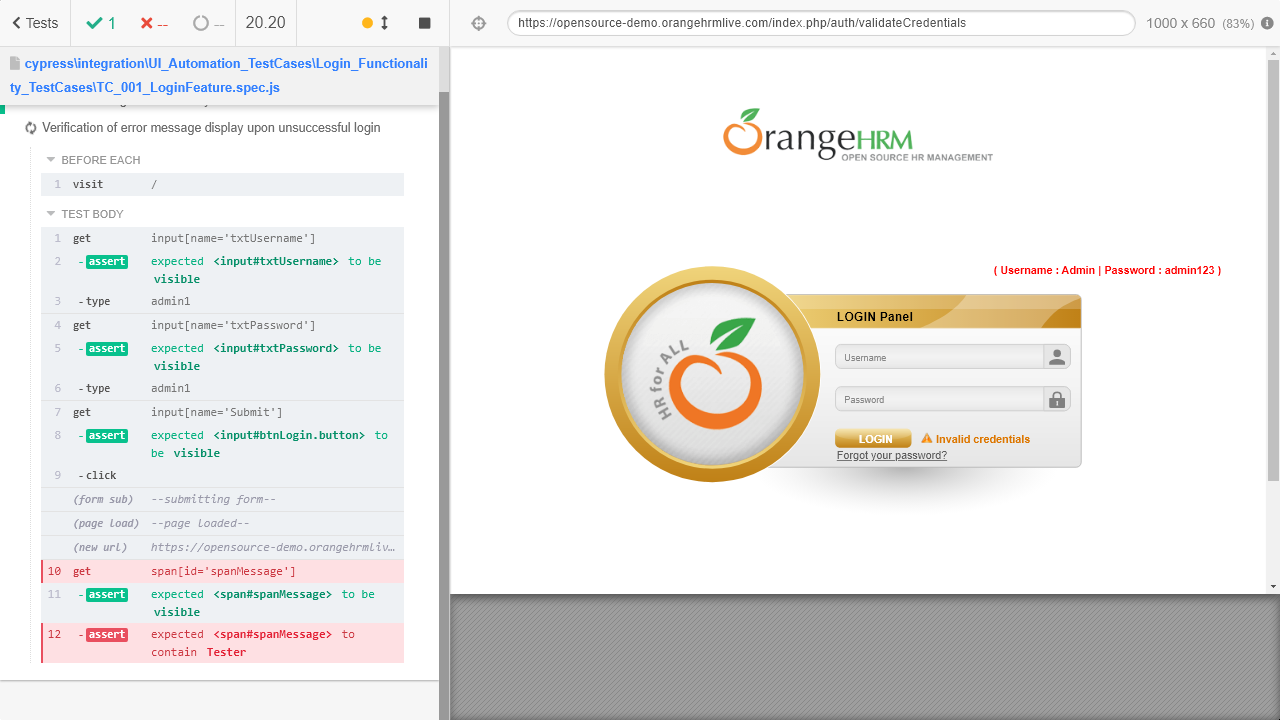 Tests
1
--
--
20.20
https://opensource-demo.orangehrmlive.com/index.php/auth/validateCredentials
1000 x 660 (83%)
cypress\integration\UI_Automation_TestCases\Login_Functionali
ty_TestCases\TC_001_LoginFeature.spec.js
Verification of error message display upon unsuccessful login
BEFORE EACH
1 visit /
TEST BODY
1 get input[name='txtUsername']
2 -assert expected <input#txtUsername> to be
visible
3 -type admin1
4 get input[name='txtPassword']
5 -assert expected <input#txtPassword> to be
visible
6 -type admin1
7 get input[name='Submit']
8 -assert expected <input#btnLogin.button> to
be visible
9 -click
(form sub) --submitting form--
(page load) --page loaded--
(new url) https://opensource-demo.orangehrmliv…
10 get span[id='spanMessage']
11 -assert expected <span#spanMessage> to be
visible
12 -assert expected <span#spanMessage> to
contain Tester
OrangeHRM
OPEN SOURCE HR MANAGEMENT
( Username : Admin | Password : admin123 )
HR for ALL
LOGIN Panel
Username
Password
LOGIN Invalid credentials
Forgot your password?